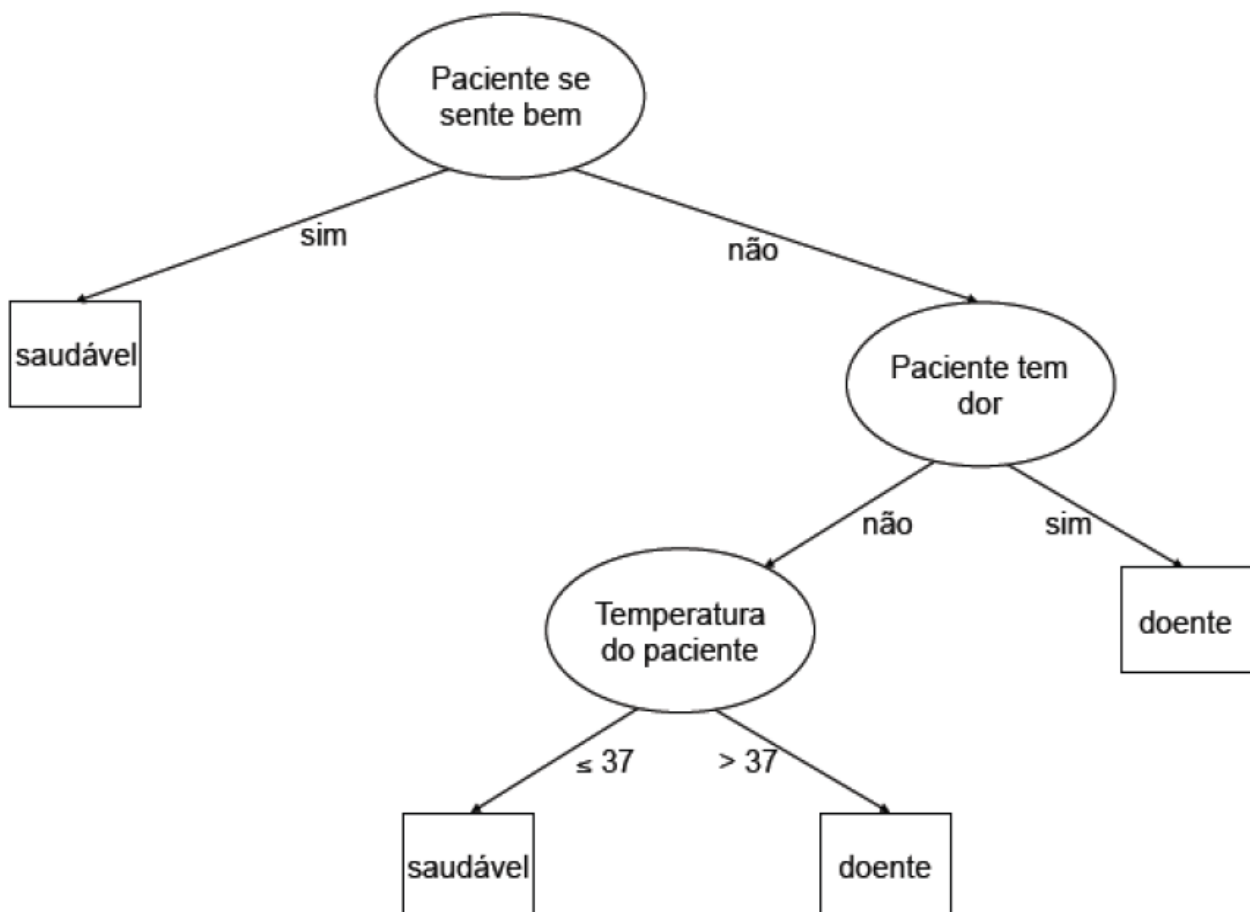 Paciente se
sente bem
sim
não
saudável
Paciente tem
dor
não
sim
Temperatura
do paciente
doente
≤ 37
> 37
saudável
doente